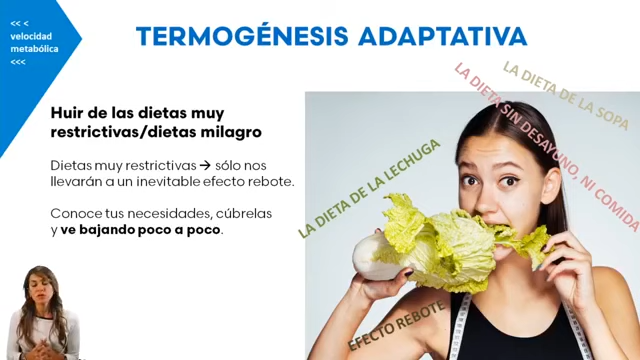 << <
velocidad
metabólica
<<<
TERMOGÉNESIS ADAPTATIVA
Huir de las dietas muy
restrictivas/dietas milagro
Dietas muy restrictivas → sólo nos
llevarán a un inevitable efecto rebote.
Conoce tus necesidades, cúbrelas
y ve bajando poco a poco.
LA DIETA DE LA SOPA
LA DIETA SIN DESAYUNO, NI COMIDA
LA DIETA DE LA LECHUGA
EFECTO REBOTE